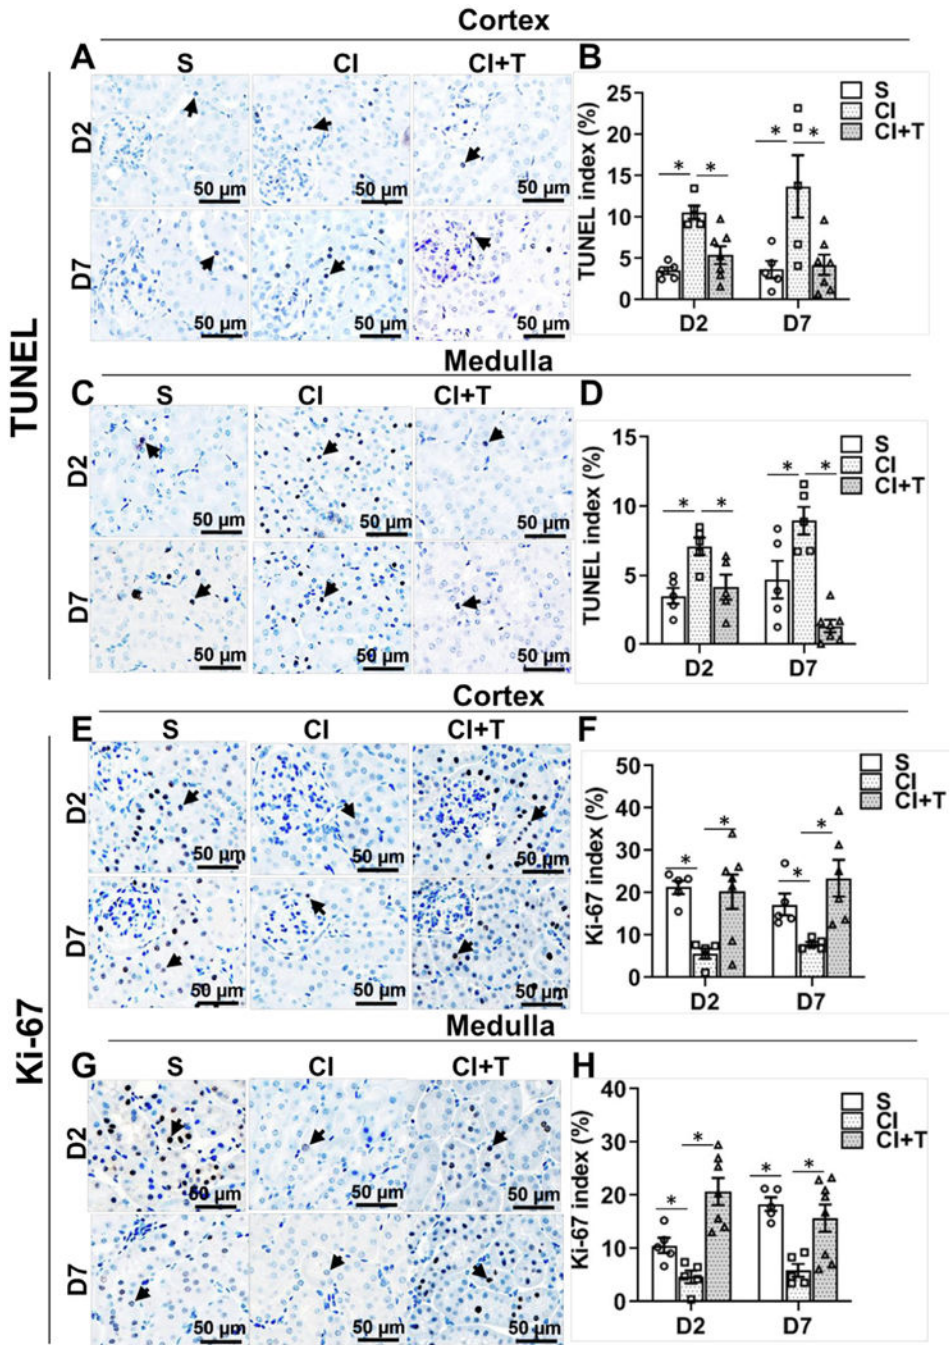 Cortex
TUNEL
A
S
CI
CI+T
D2
50 µm
50 µm
50 µm
D7
50 µm
50 µm
50 µm
B
TUNEL index (%)
25
20
15
10
5
0
* * * *
S
CI
CI+T
D2 D7
Medulla
C
S
CI
CI+T
D2
50 µm
50 µm
50 µm
D7
50 µm
50 µm
50 µm
D
TUNEL index (%)
15
10
5
0
* * * *
S
CI
CI+T
D2 D7
Cortex
Ki-67
E
S
CI
CI+T
D2
50 µm
50 µm
50 µm
D7
50 µm
50 µm
50 µm
F
Ki-67 index (%)
50
40
30
20
10
0
* * * *
S
CI
CI+T
D2 D7
Medulla
G
S
CI
CI+T
D2
50 µm
50 µm
50 µm
D7
50 µm
50 µm
50 µm
H
Ki-67 index (%)
40
30
20
10
0
* * * *
S
CI
CI+T
D2 D7